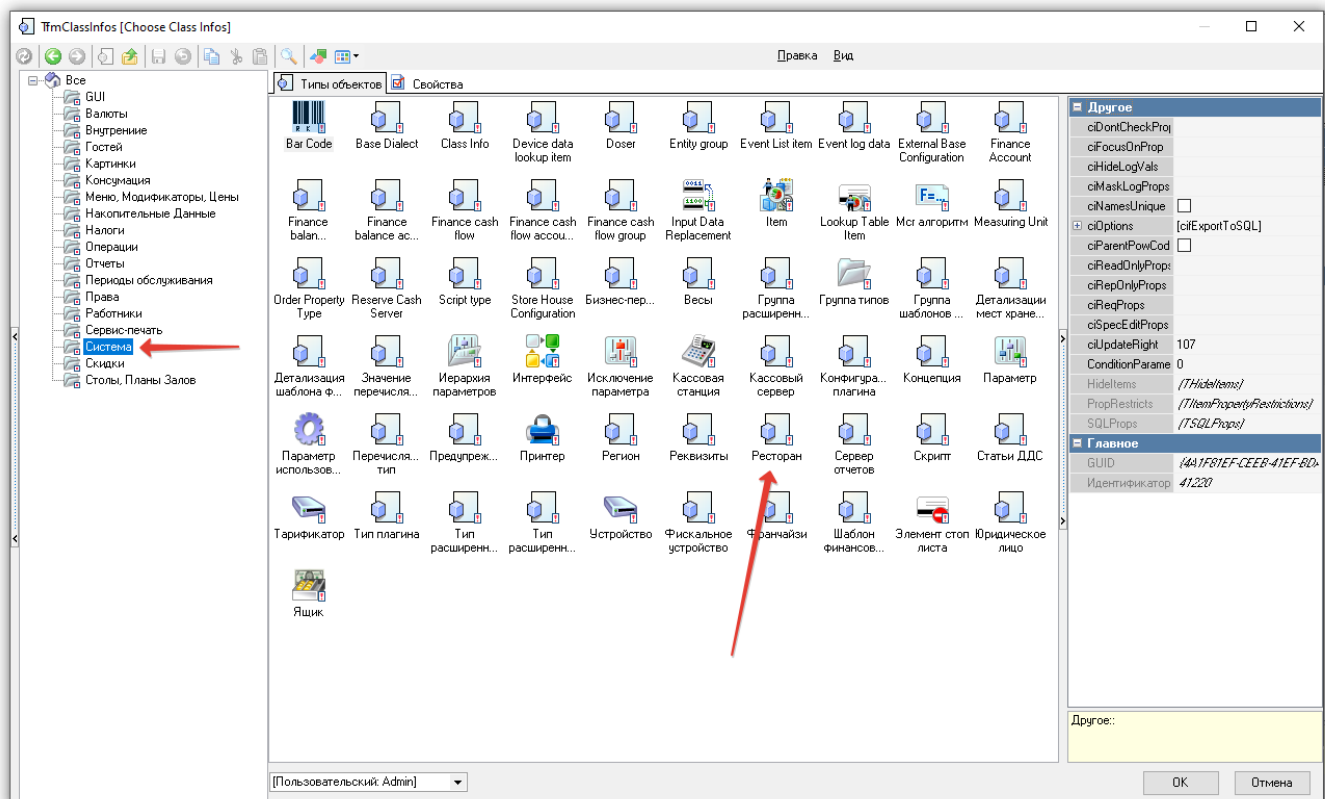 TfmClassInfos [Choose Class Infos]
Правка Вид
Все
GUI
Валюты
Внутренние
Гостей
Картинки
Консумация
Меню, Модификаторы, Цены
Накопительные Данные
Налоги
Операции
Отчеты
Периоды обслуживания
Права
Работники
Сервис-печать
Система
Скидки
Столы, Планы Залов
Типы объектов Свойства
Bar Code Base Dialect Class Info Device data Doser Entity group Event List item Event log data External Base Finance
lookup item Configuration Account
Finance Finance Finance cash Finance cash Finance cash Input Data Item Lookup Table Мсг алгоритм Measuring Unit
balan... balance ac... flow flow accou... flow group Replacement Item
Order Property Reserve Cash Script type Store House Бизнес-пер... Весы Группа Группа типов Группа Детализации
Type Server Configuration расширенн... шаблонов ... мест хране...
Детализация Значение Иерархия Интерфейс Исключение Кассовая Кассовый Конфигура... Концепция Параметр
шаблона ф... перечисля... параметров параметра станция сервер плагина
Параметр Перечисля... Предупреж... Принтер Регион Реквизиты Ресторан Сервер Скрипт Статьи ДДС
использов... тип отчетов
Тарификатор Тип плагина Тип Тип Устройство Фискальное Франчайзи Шаблон Элемент стоп Юридическое
расширенн... расширенн... устройство финансов... листа лицо
Ящик
Другое
ciDontCheckProp
ciFocusOnProp
ciHideLogVals
ciMaskLogProps
ciNamesUnique
ciOptions [cifExportToSQL]
ciParentPowCod
ciReadOnlyProps
ciRepOnlyProps
ciReqProps
ciSpecEditProps
ciUpdateRight 107
ConditionParame 0
HideItems (THideItems)
PropRestricts (TItemPropertyRestrictions)
SQLProps (TSQLProps)
Главное
GUID {4A1F81EF-CEEB-41EF-BDA
Идентификатор 41220
Другое::
[Пользовательский: Admin]
OK Отмена